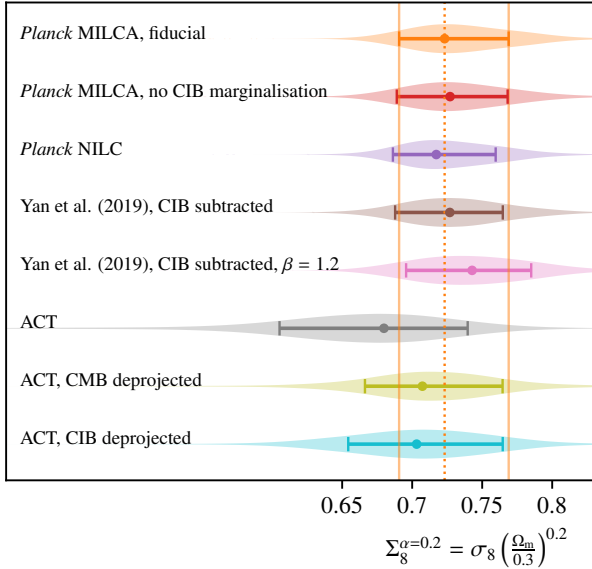 Planck MILCA, fiducial
Planck MILCA, no CIB marginalisation
Planck NILC
Yan et al. (2019), CIB subtracted
Yan et al. (2019), CIB subtracted, β = 1.2
ACT
ACT, CMB deprojected
ACT, CIB deprojected
0.65 0.7 0.75 0.8
Σ₈^{α=0.2} = σ₈ (Ωₘ/0.3)^{0.2}